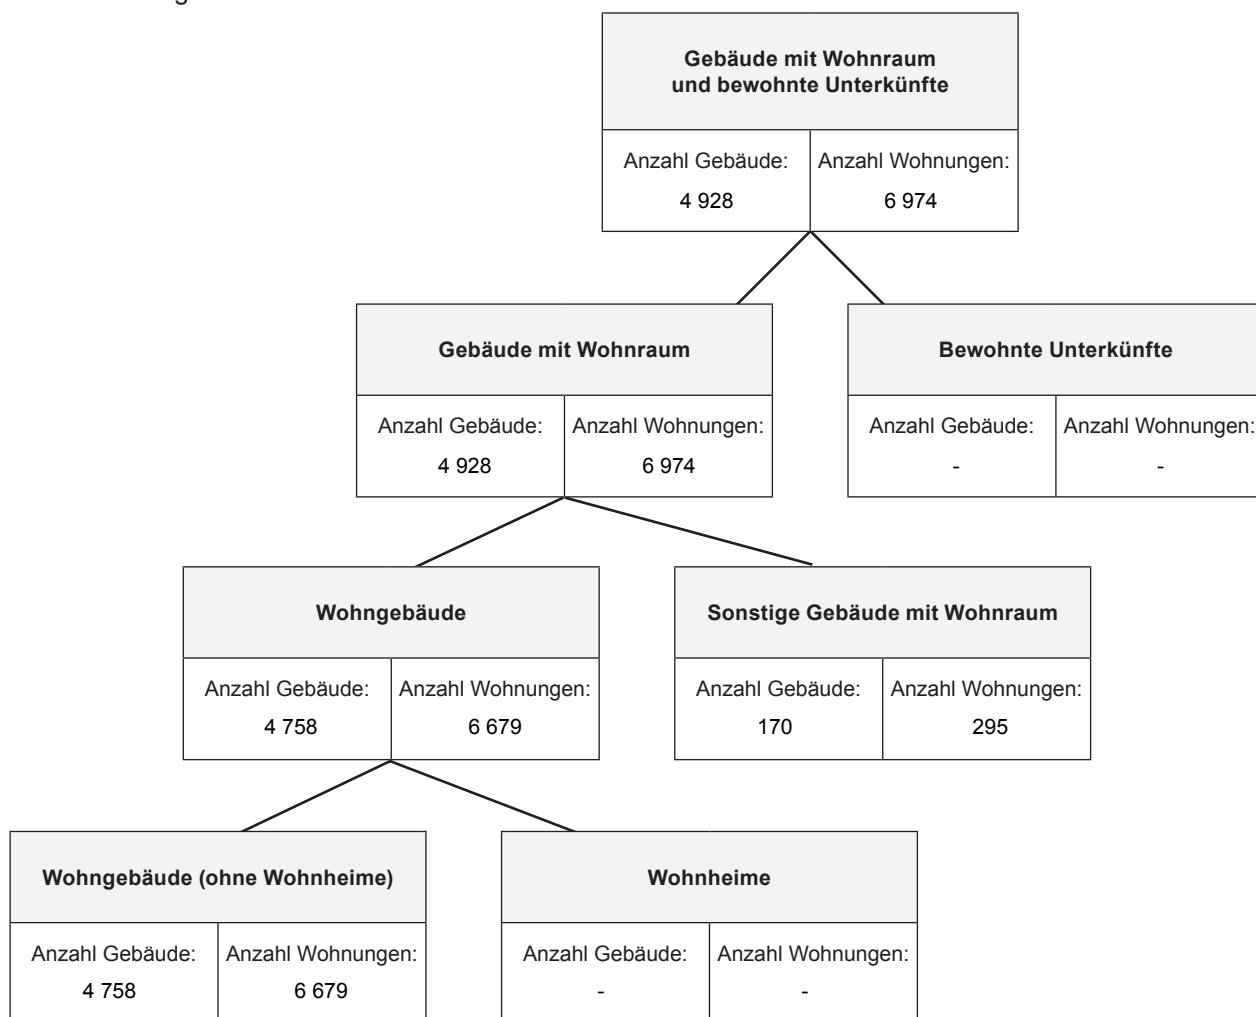 Gebäude mit Wohnraum
und bewohnte Unterkünfte
Anzahl Gebäude: Anzahl Wohnungen:
4 928 6 974
Gebäude mit Wohnraum Bewohnte Unterkünfte
Anzahl Gebäude: Anzahl Wohnungen: Anzahl Gebäude: Anzahl Wohnungen:
4 928 6 974 - -
Wohngebäude Sonstige Gebäude mit Wohnraum
Anzahl Gebäude: Anzahl Wohnungen: Anzahl Gebäude: Anzahl Wohnungen:
4 758 6 679 170 295
Wohngebäude (ohne Wohnheime) Wohnheime
Anzahl Gebäude: Anzahl Wohnungen: Anzahl Gebäude: Anzahl Wohnungen:
4 758 6 679 - -